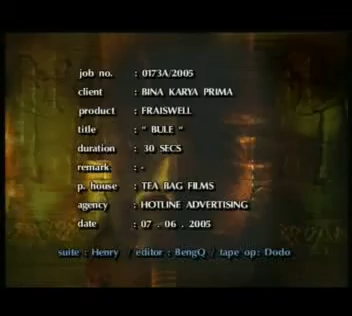 job no. : 0173A/2005
client : BINA KARYA PRIMA
product : FRAISWELL
title : " BULE "
duration : 30 SECS
remark : -
p. house : TEA BAG FILMS
agency : HOTLINE ADVERTISING
date : 07 . 06 . 2005
suite : Henry / editor : BengQ / tape op: Dodo